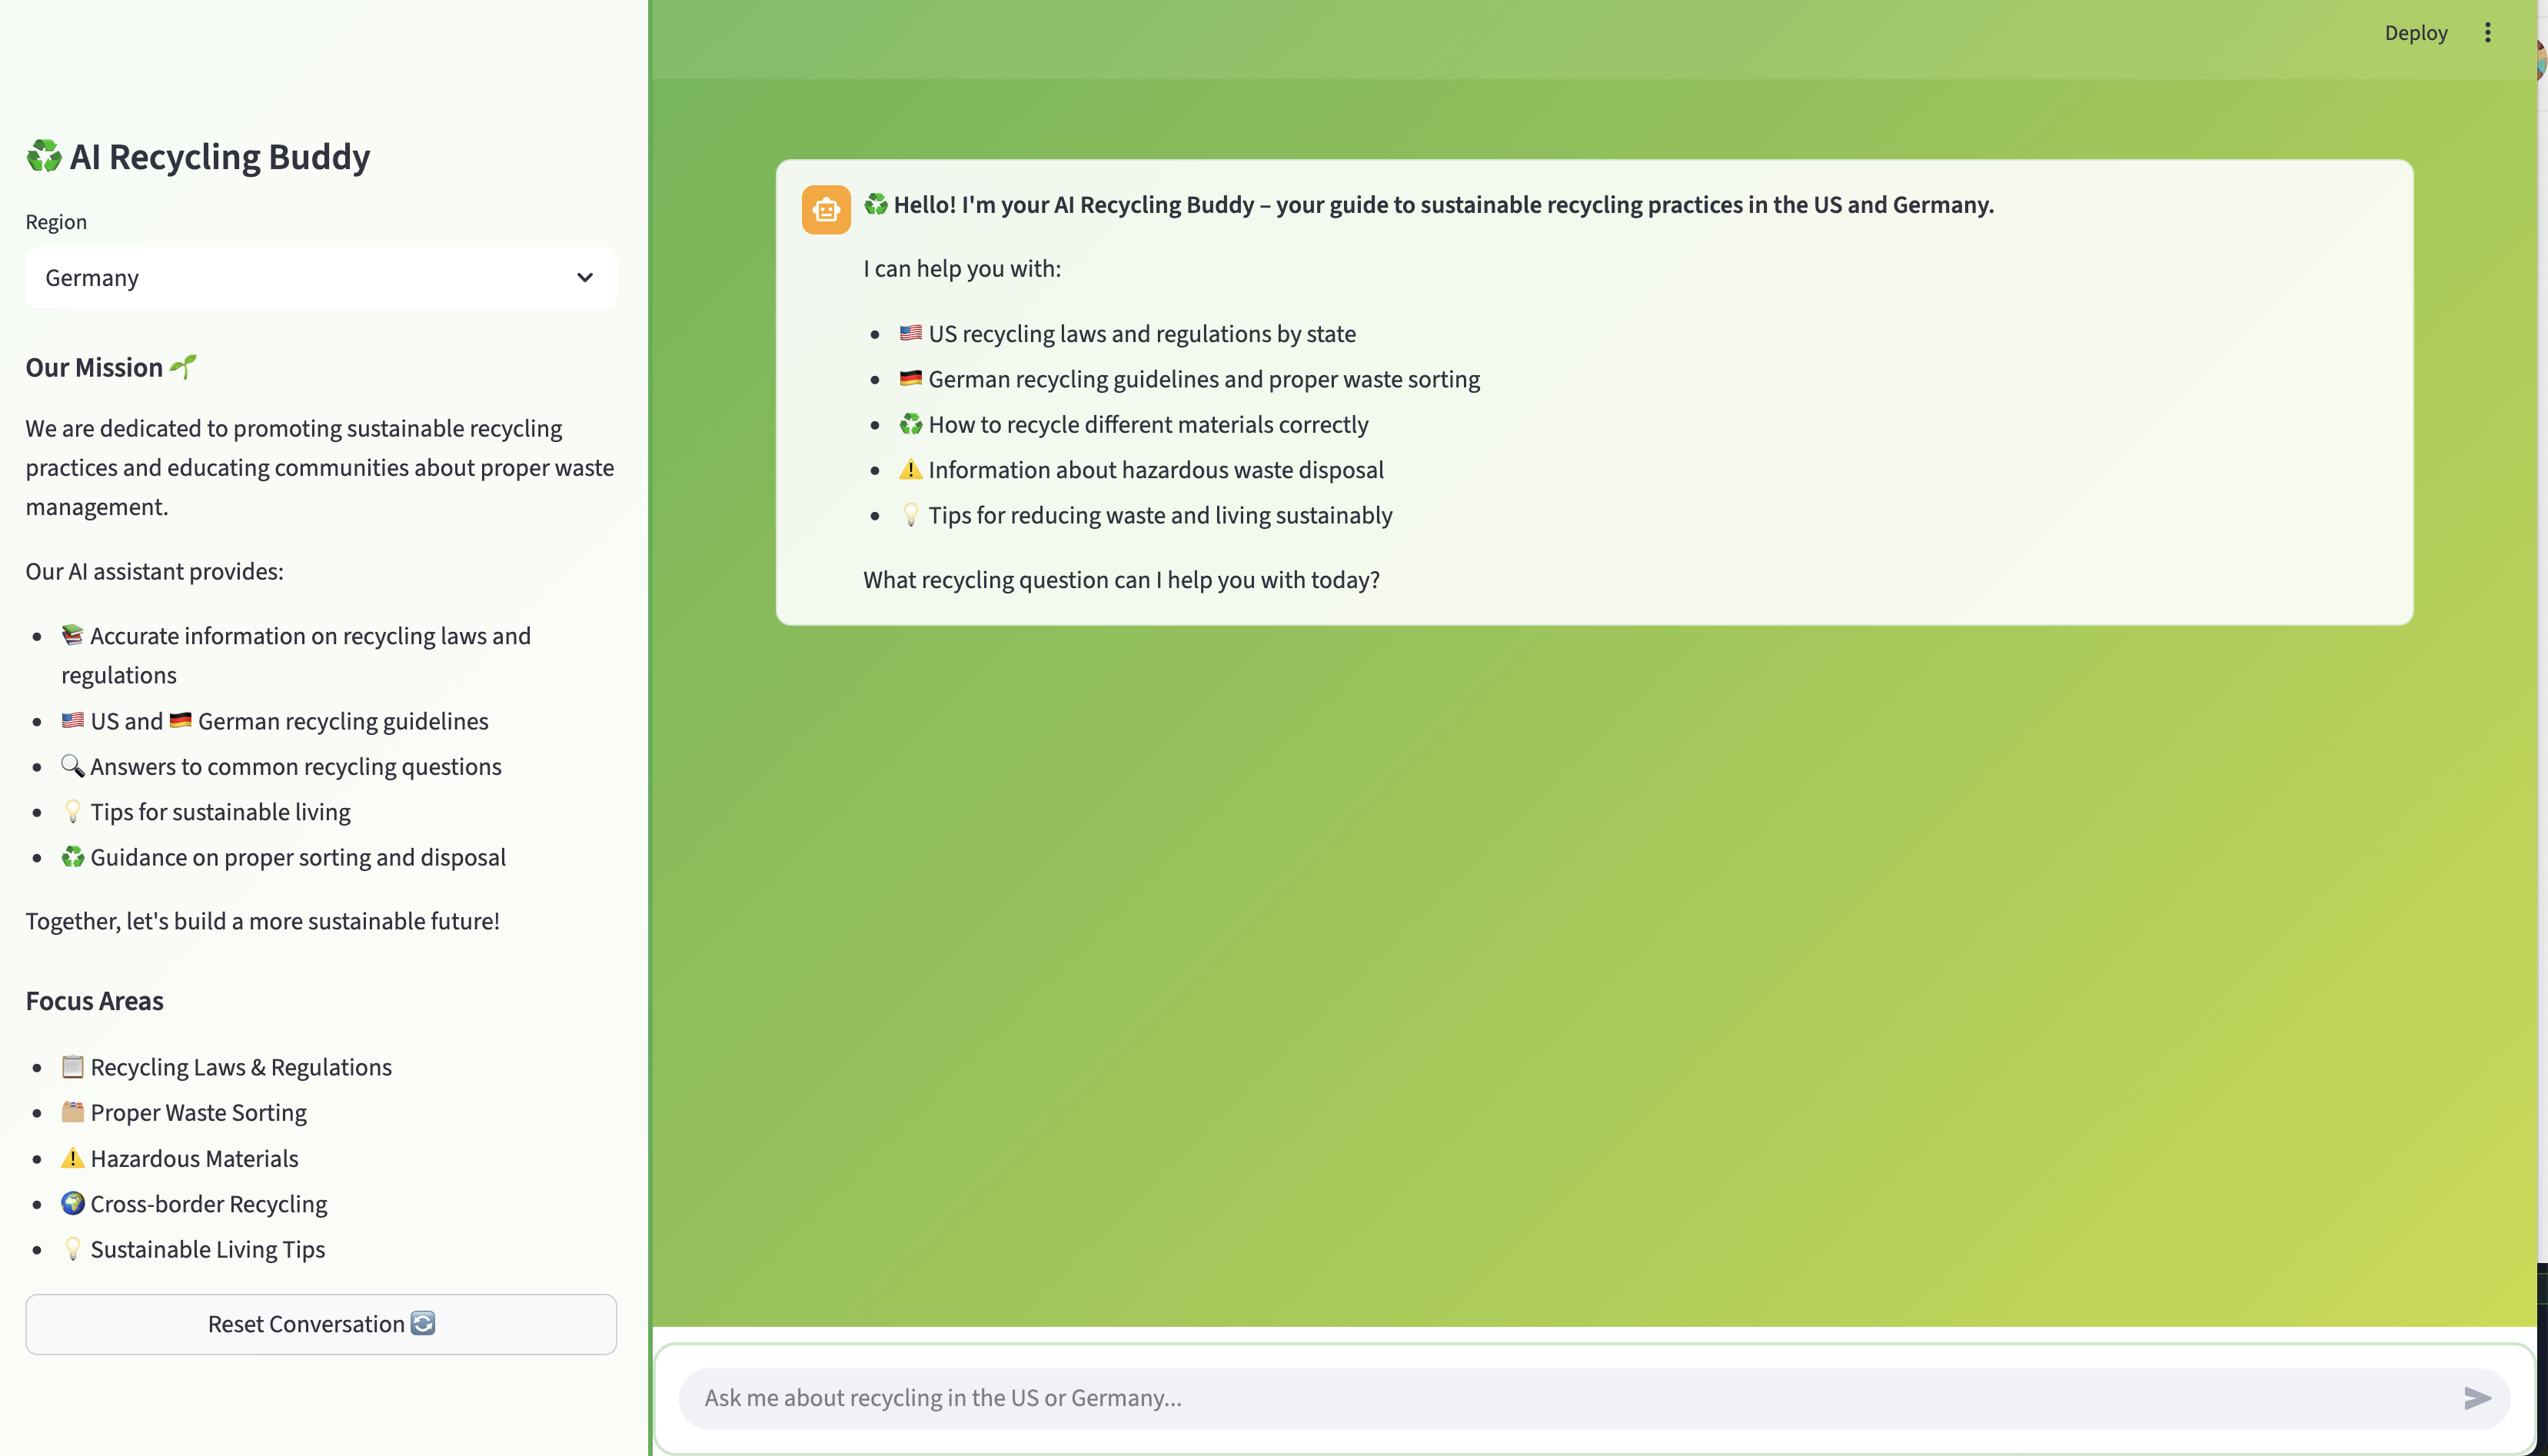 Deploy
♻️ AI Recycling Buddy
Region
Germany
Our Mission 🌱
We are dedicated to promoting sustainable recycling
practices and educating communities about proper waste
management.
Our AI assistant provides:
• 📚 Accurate information on recycling laws and
regulations
• 🇺🇸 US and 🇩🇪 German recycling guidelines
• 🔍 Answers to common recycling questions
• 💡 Tips for sustainable living
• ♻️ Guidance on proper sorting and disposal
Together, let's build a more sustainable future!
Focus Areas
• 📋 Recycling Laws & Regulations
• 🗂️ Proper Waste Sorting
• ⚠️ Hazardous Materials
• 🌍 Cross-border Recycling
• 💡 Sustainable Living Tips
Reset Conversation 🔄
♻️ Hello! I'm your AI Recycling Buddy – your guide to sustainable recycling practices in the US and Germany.
I can help you with:
• 🇺🇸 US recycling laws and regulations by state
• 🇩🇪 German recycling guidelines and proper waste sorting
• ♻️ How to recycle different materials correctly
• ⚠️ Information about hazardous waste disposal
• 💡 Tips for reducing waste and living sustainably
What recycling question can I help you with today?
Ask me about recycling in the US or Germany...